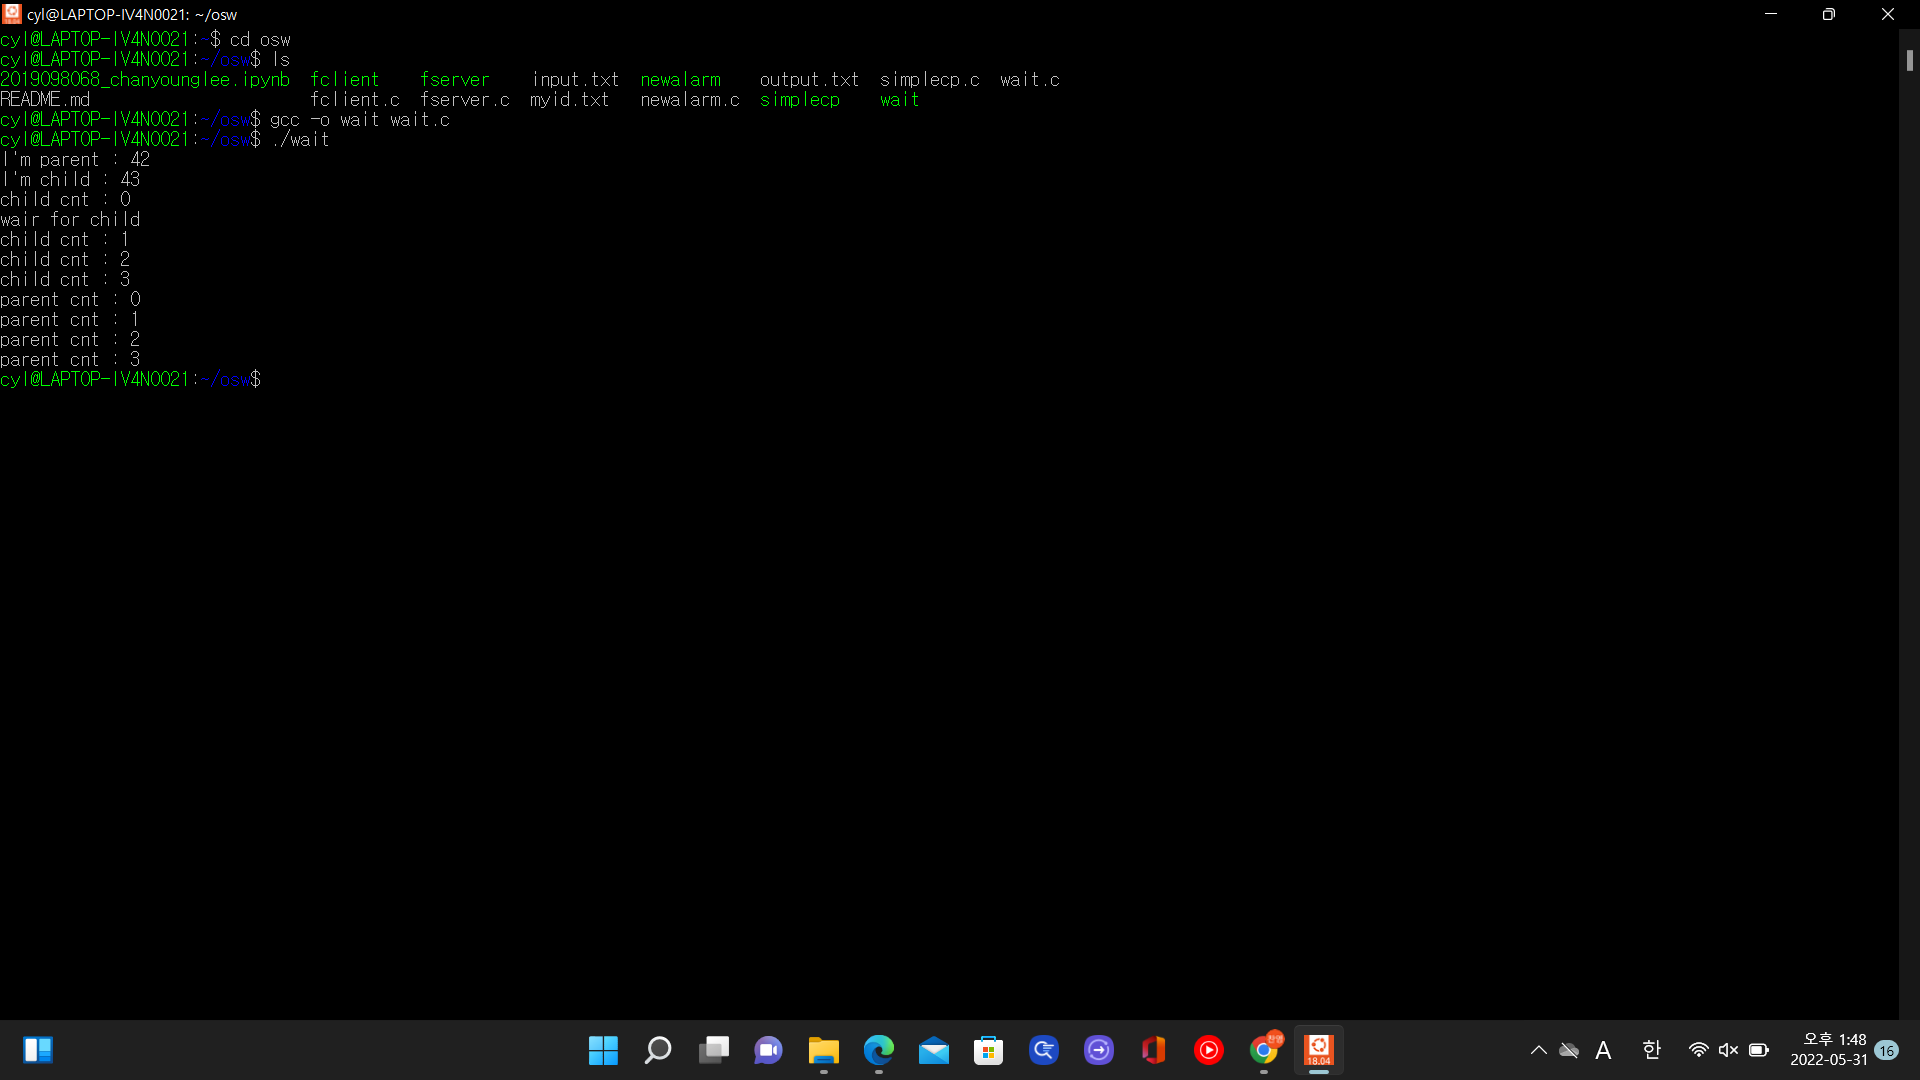 cyl@LAPTOP-IV4N0021: ~/osw
cyl@LAPTOP-IV4N0021:~$ cd osw
cyl@LAPTOP-IV4N0021:~/osw$ ls
2019098068_chanyounglee.ipynb  fclient    fserver    input.txt  newalarm    output.txt  simplecp.c  wait.c
README.md                      fclient.c  fserver.c  myid.txt   newalarm.c  simplecp    wait
cyl@LAPTOP-IV4N0021:~/osw$ gcc -o wait wait.c
cyl@LAPTOP-IV4N0021:~/osw$ ./wait
I'm parent : 42
I'm child : 43
child cnt : 0
wair for child
child cnt : 1
child cnt : 2
child cnt : 3
parent cnt : 0
parent cnt : 1
parent cnt : 2
parent cnt : 3
cyl@LAPTOP-IV4N0021:~/osw$
찬영
18.04
A
한
오후 1:48
2022-05-31
16